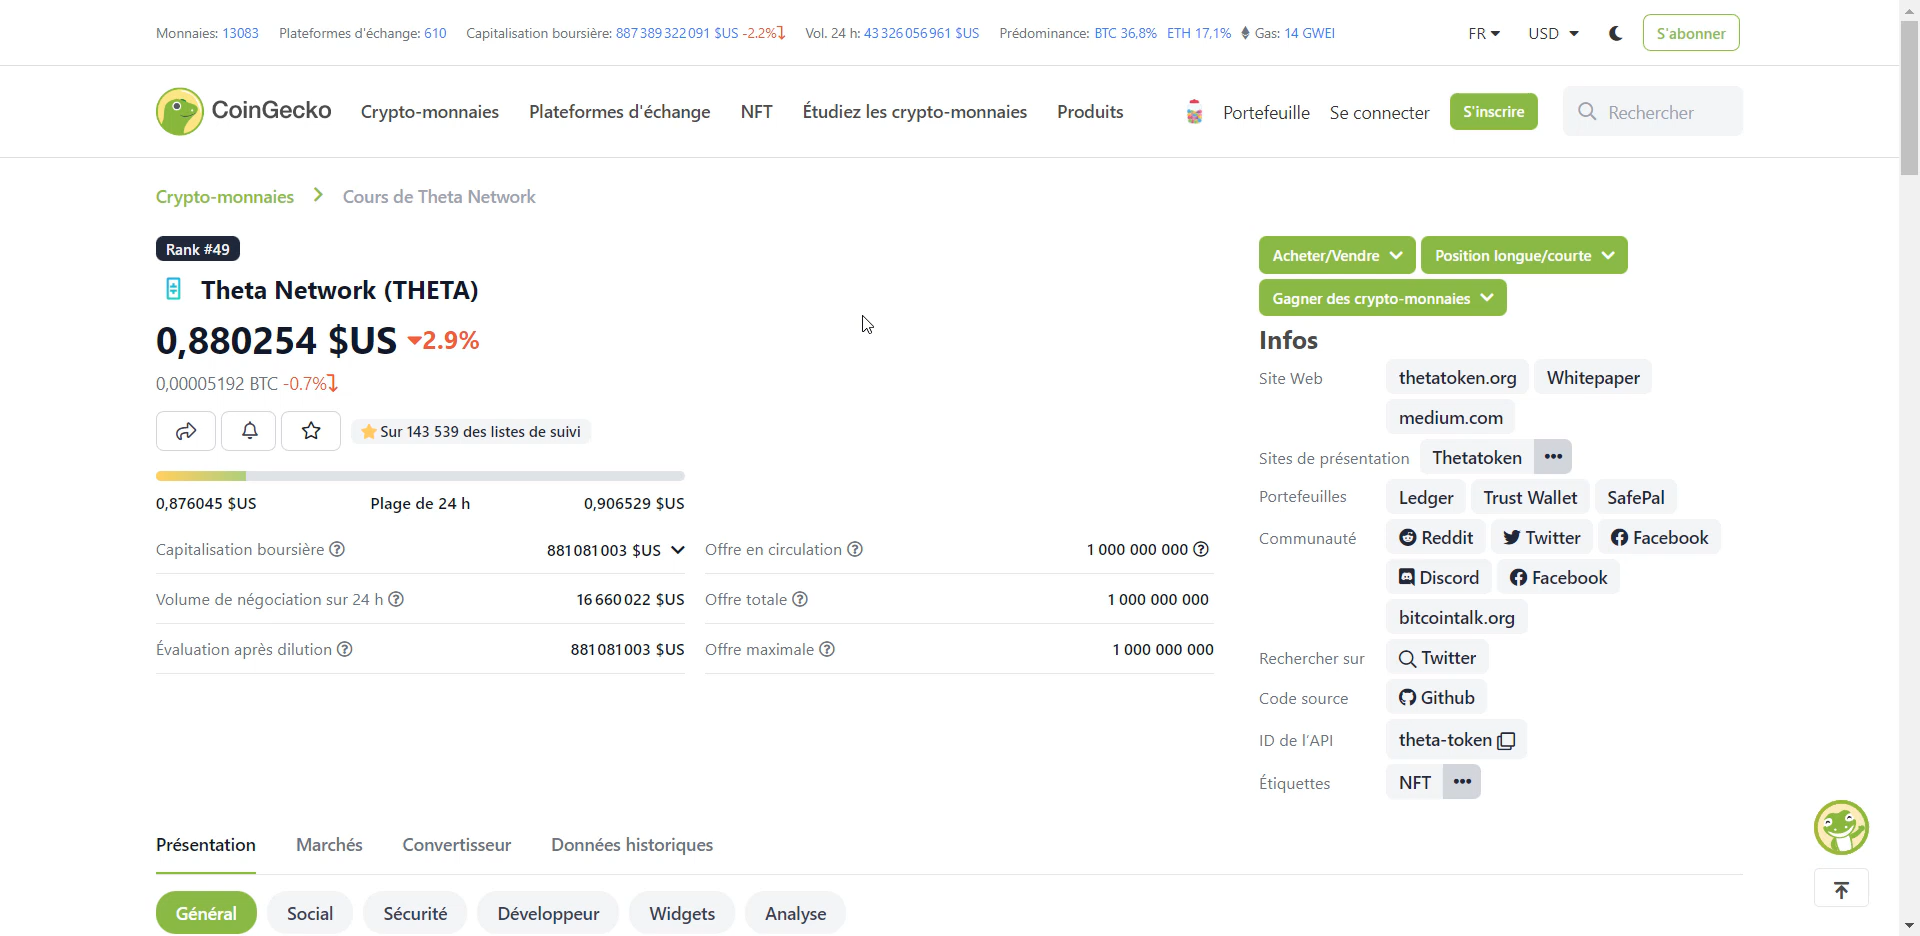 Monnaies: 13083 Plateformes d'échange: 610 Capitalisation boursière: 887 389 322 091 $US -2.2% Vol. 24 h: 43 326 056 961 $US Prédominance: BTC 36,8% ETH 17,1% Gas: 14 GWEI FR USD S'abonner
CoinGecko Crypto-monnaies Plateformes d'échange NFT Étudiez les crypto-monnaies Produits Portefeuille Se connecter S'inscrire Rechercher
Crypto-monnaies > Cours de Theta Network
Rank #49
Theta Network (THETA)
0,880254 $US 2.9%
0,00005192 BTC -0.7%
Sur 143 539 des listes de suivi
0,876045 $US Plage de 24 h 0,906529 $US
Capitalisation boursière 881 081 003 $US Offre en circulation 1 000 000 000
Volume de négociation sur 24 h 16 660 022 $US Offre totale 1 000 000 000
Évaluation après dilution 881 081 003 $US Offre maximale 1 000 000 000
Acheter/Vendre Position longue/courte
Gagner des crypto-monnaies
Infos
Site Web thetatoken.org Whitepaper
medium.com
Sites de présentation Thetatoken •••
Portefeuilles Ledger Trust Wallet SafePal
Communauté Reddit Twitter Facebook
Discord Facebook
bitcointalk.org
Rechercher sur Twitter
Code source Github
ID de l'API theta-token
Étiquettes NFT •••
Présentation Marchés Convertisseur Données historiques
Général Social Sécurité Développeur Widgets Analyse